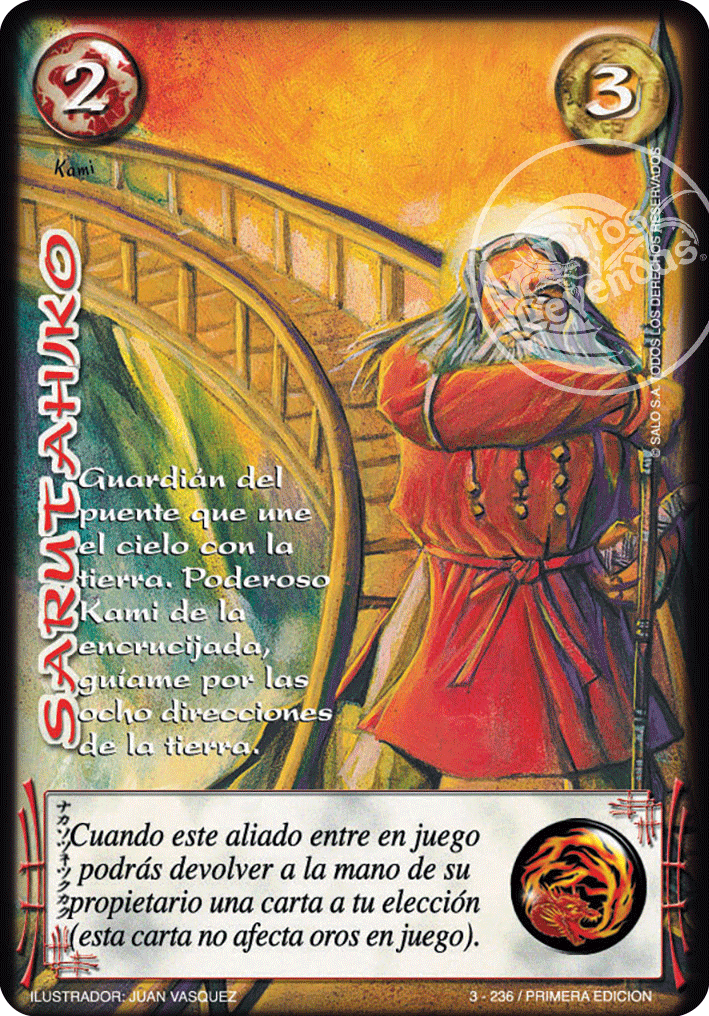 2
3
Kami
SARUTAHIKO
Mitos
y
Leyendas
®
© SALO S.A. TODOS LOS DERECHOS RESERVADOS
Guardián del
puente que une
el cielo con la
tierra. Poderoso
Kami de la
encrucijada,
guíame por las
ocho direcciones
de la tierra.
Cuando este aliado entre en juego
podrás devolver a la mano de su
propietario una carta a tu elección
(esta carta no afecta oros en juego).
ILUSTRADOR: JUAN VASQUEZ
3 - 236 / PRIMERA EDICION